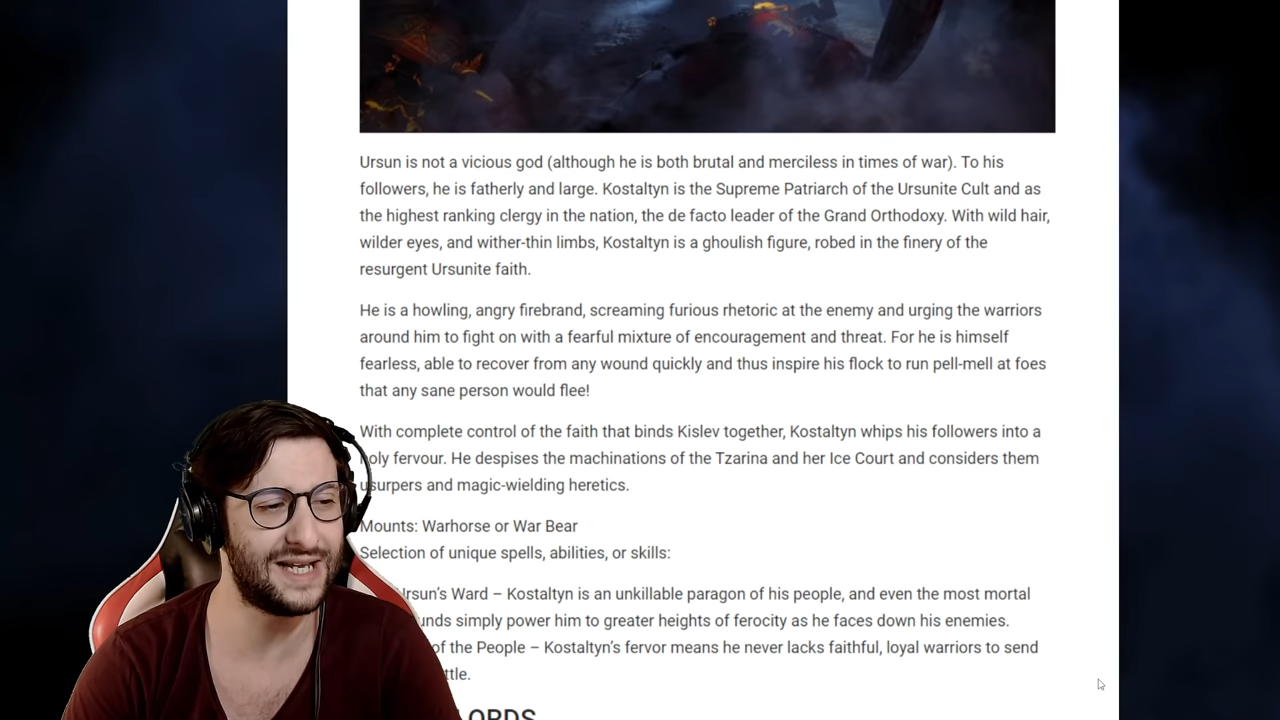 Ursun is not a vicious god (although he is both brutal and merciless in times of war). To his
followers, he is fatherly and large. Kostaltyn is the Supreme Patriarch of the Ursunite Cult and as
the highest ranking clergy in the nation, the de facto leader of the Grand Orthodoxy. With wild hair,
wilder eyes, and wither-thin limbs, Kostaltyn is a ghoulish figure, robed in the finery of the
resurgent Ursunite faith.
He is a howling, angry firebrand, screaming furious rhetoric at the enemy and urging the warriors
around him to fight on with a fearful mixture of encouragement and threat. For he is himself
fearless, able to recover from any wound quickly and thus inspire his flock to run pell-mell at foes
that any sane person would flee!
With complete control of the faith that binds Kislev together, Kostaltyn whips his followers into a
holy fervour. He despises the machinations of the Tzarina and her Ice Court and considers them
usurpers and magic-wielding heretics.
Mounts: Warhorse or War Bear
Selection of unique spells, abilities, or skills:
Ursun’s Ward – Kostaltyn is an unkillable paragon of his people, and even the most mortal
simply power him to greater heights of ferocity as he faces down his enemies.
of the People – Kostaltyn’s fervor means he never lacks faithful, loyal warriors to send